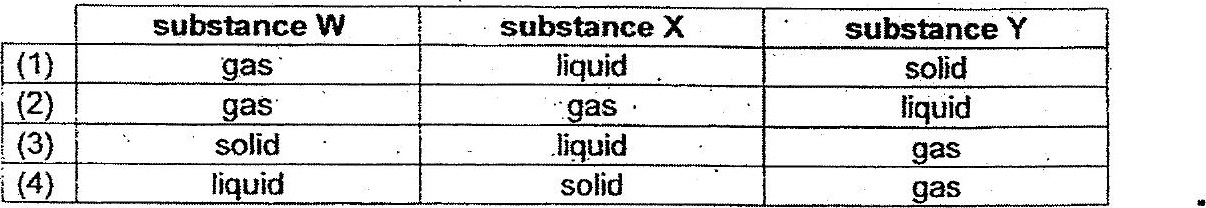 substance W substance X substance Y
(1) gas liquid solid
(2) gas gas liquid
(3) solid liquid gas
(4) liquid solid gas